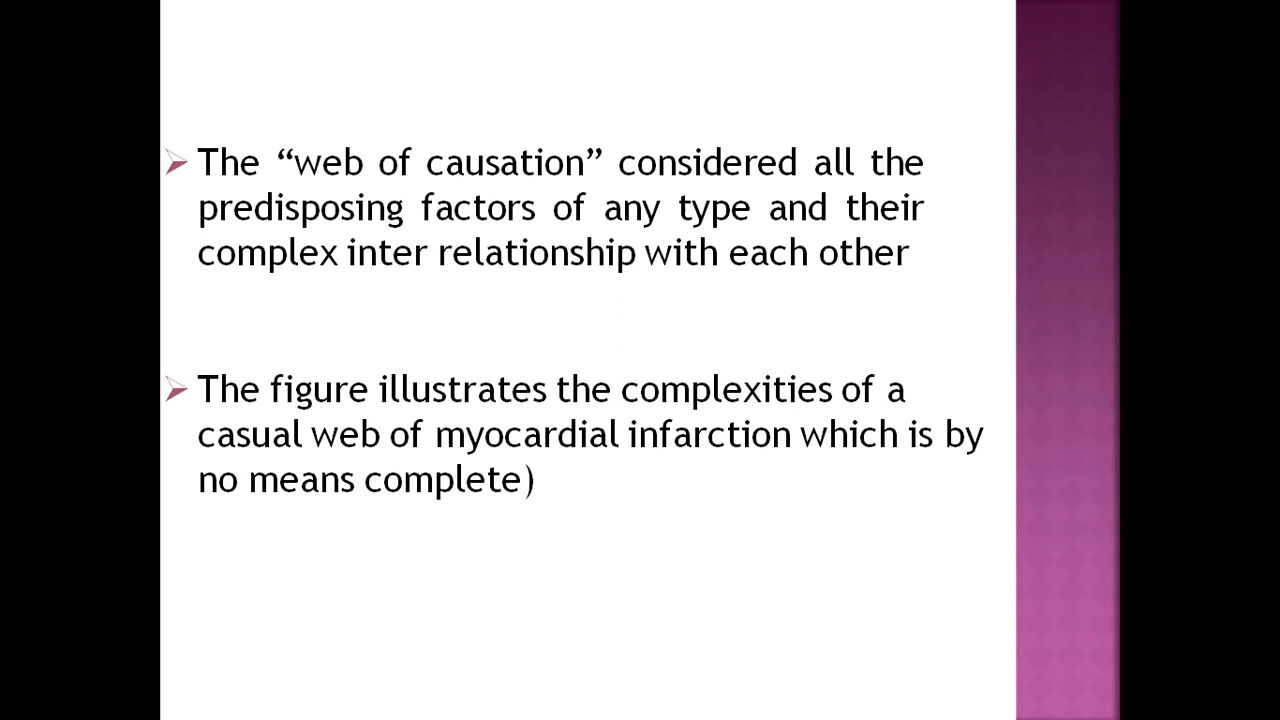 The “web of causation” considered all the
predisposing factors of any type and their
complex inter relationship with each other
The figure illustrates the complexities of a
casual web of myocardial infarction which is by
no means complete)